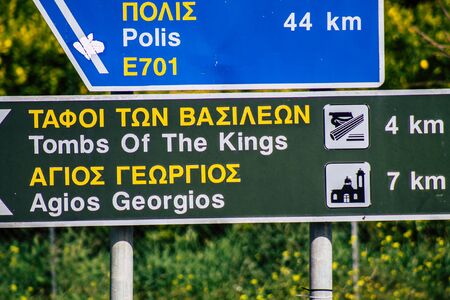 ΠΟΛΙΣ
Polis 44 km
E701
ΤΑΦΟΙ ΤΩΝ ΒΑΣΙΛΕΩΝ
Tombs Of The Kings 4 km
ΑΓΙΟΣ ΓΕΩΡΓΙΟΣ
Agios Georgios 7 km